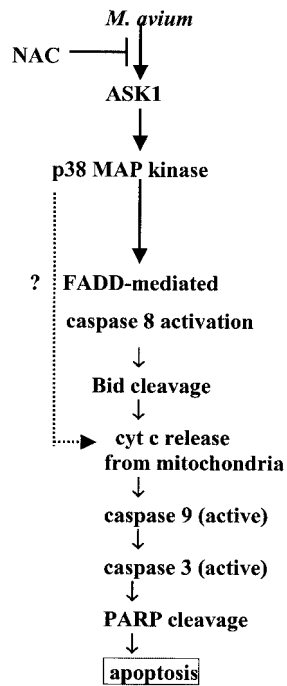 M. avium
NAC
ASK1
p38 MAP kinase
? FADD-mediated
caspase 8 activation
Bid cleavage
cyt c release
from mitochondria
caspase 9 (active)
caspase 3 (active)
PARP cleavage
apoptosis